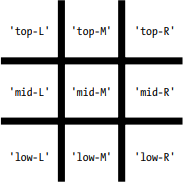 'top-L' 'top-M' 'top-R'
'mid-L' 'mid-M' 'mid-R'
'low-L' 'low-M' 'low-R'